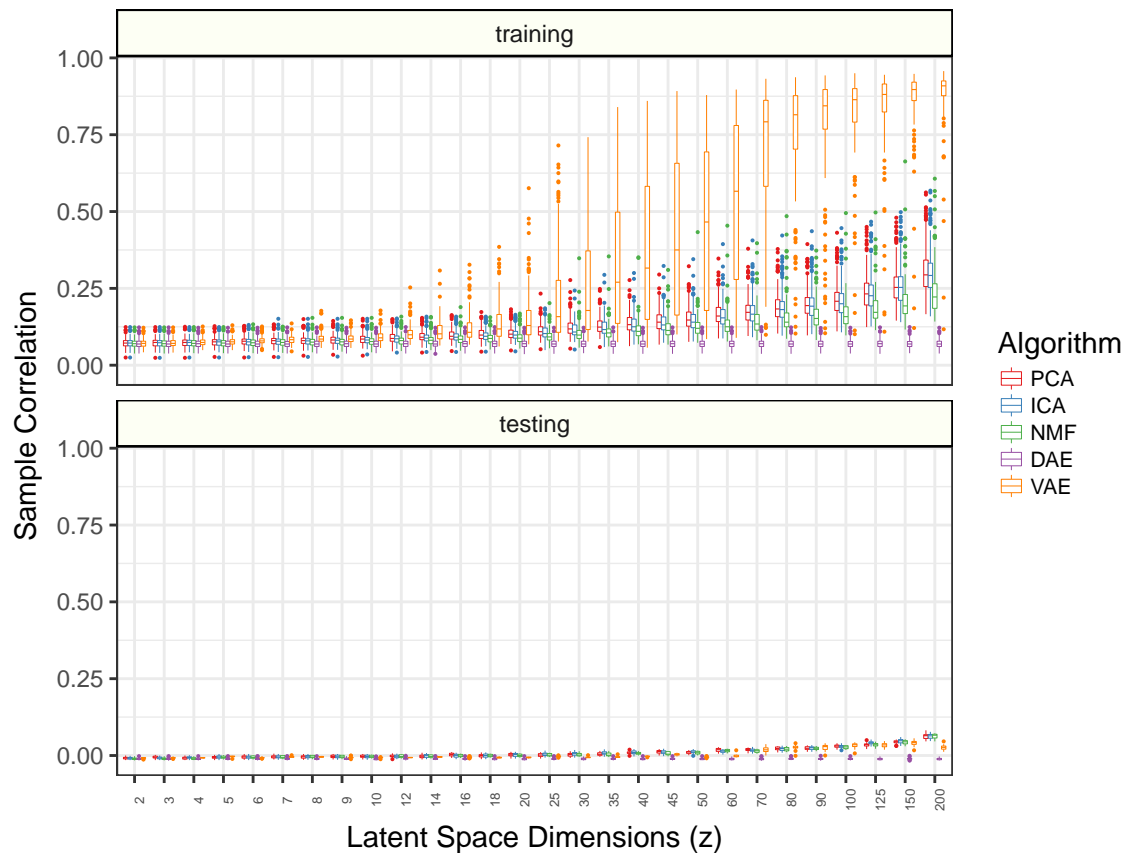 training
1.00
0.75
0.50
0.25
0.00
testing
1.00
0.75
0.50
0.25
0.00
Sample Correlation
2 3 4 5 6 7 8 9 10 12 14 16 18 20 25 30 35 40 45 50 60 70 80 90 100 125 150 200
Latent Space Dimensions (z)
Algorithm
PCA
ICA
NMF
DAE
VAE